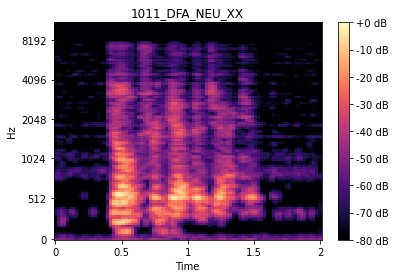 1011_DFA_NEU_XX
8192
4096
2048
1024
512
0
Hz
0
0.5
1
1.5
2
Time
+0 dB
-10 dB
-20 dB
-30 dB
-40 dB
-50 dB
-60 dB
-70 dB
-80 dB